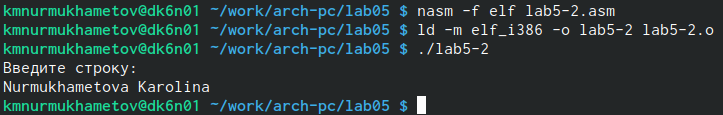 kmnurmukhametov@dk6n01 ~/work/arch-pc/lab05 $ nasm -f elf lab5-2.asm
kmnurmukhametov@dk6n01 ~/work/arch-pc/lab05 $ ld -m elf_i386 -o lab5-2 lab5-2.o
kmnurmukhametov@dk6n01 ~/work/arch-pc/lab05 $ ./lab5-2
Введите строку:
Nurmukhametova Karolina
kmnurmukhametov@dk6n01 ~/work/arch-pc/lab05 $